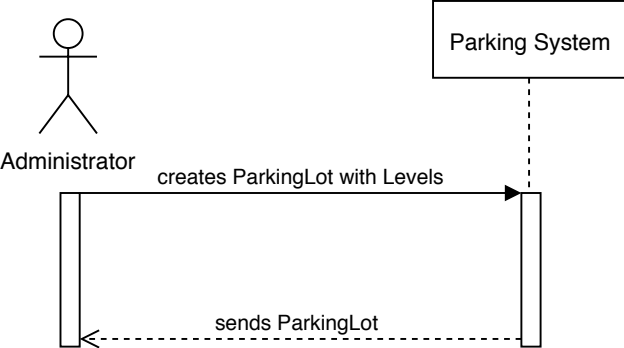 Parking System
Administrator
creates ParkingLot with Levels
sends ParkingLot